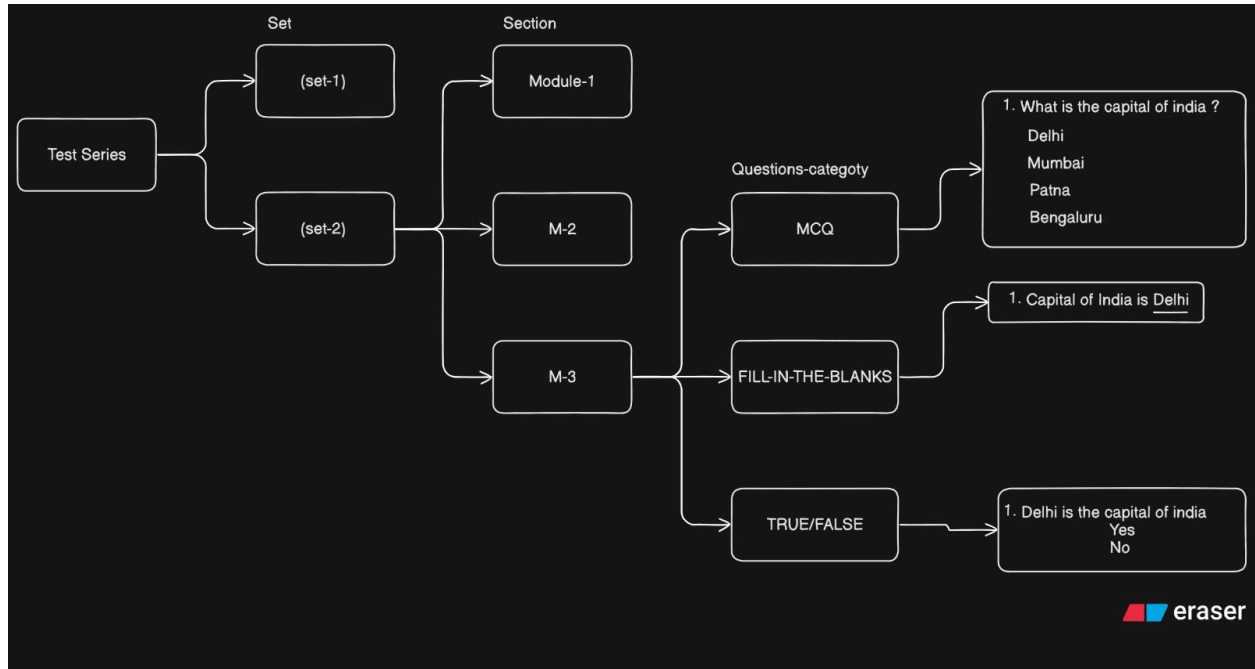 Set
Section
(set-1)
Module-1
Test Series
1. What is the capital of india ?
Delhi
Mumbai
Patna
Bengaluru
Questions-categoty
(set-2)
M-2
MCQ
1. Capital of India is Delhi
M-3
FILL-IN-THE-BLANKS
TRUE/FALSE
1. Delhi is the capital of india
Yes
No
eraser